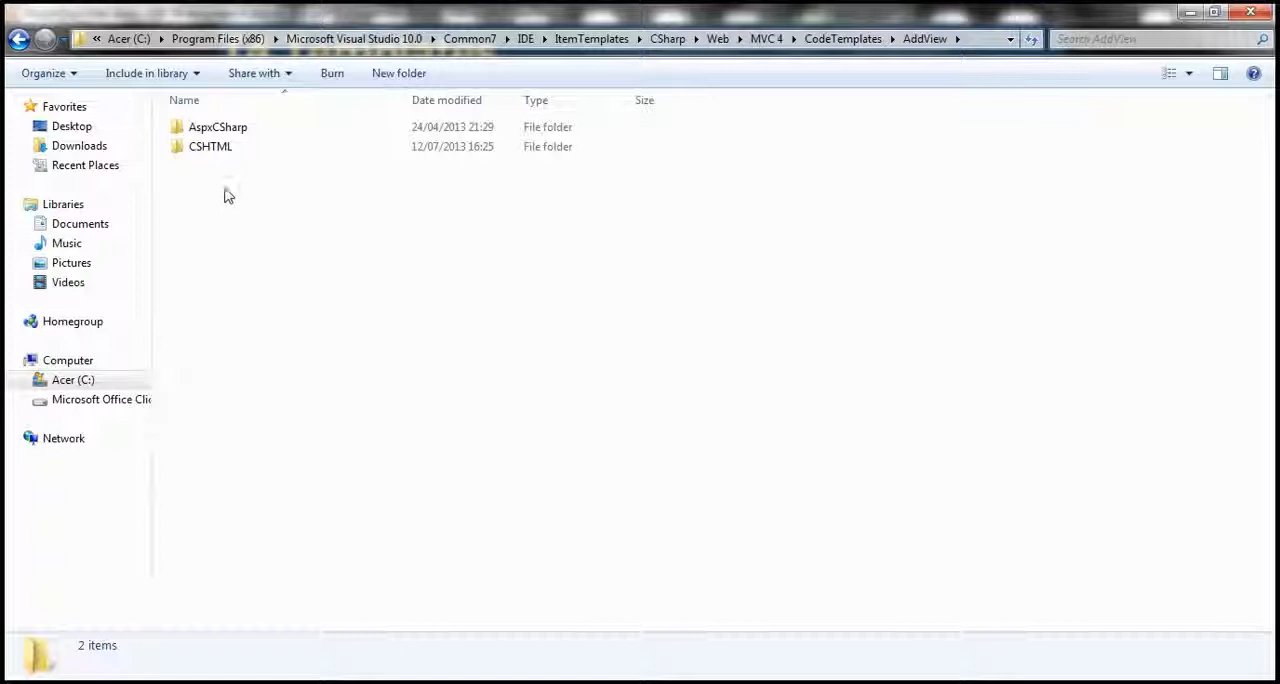 « Acer (C:) Program Files (x86) Microsoft Visual Studio 10.0 Common7 IDE ItemTemplates CSharp Web MVC 4 CodeTemplates AddView Search AddView
Organize Include in library Share with Burn New folder
Name Date modified Type Size
Favorites
Desktop
Downloads
Recent Places
Libraries
Documents
Music
Pictures
Videos
Homegroup
Computer
Acer (C:)
Microsoft Office Clic
Network
AspxCSharp 24/04/2013 21:29 File folder
CSHTML 12/07/2013 16:25 File folder
2 items